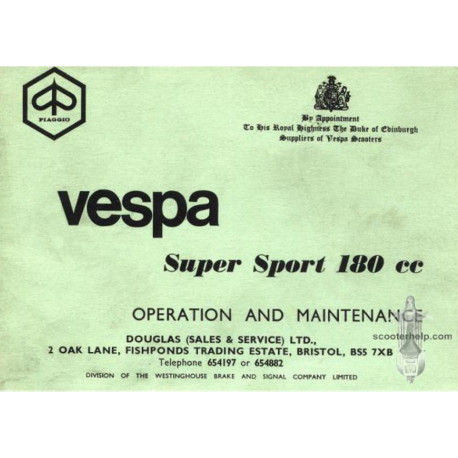 PIAGGIO
By Appointment
To His Royal Highness The Duke of Edinburgh
Suppliers of Vespa Scooters
vespa
Super Sport 180 cc
OPERATION AND MAINTENANCE
scooterhelp.com
DOUGLAS (SALES & SERVICE) LTD.,
2 OAK LANE, FISHPONDS TRADING ESTATE, BRISTOL, BS5 7XB
Telephone 654197 or 654882
DIVISION OF THE WESTINGHOUSE BRAKE AND SIGNAL COMPANY LIMITED